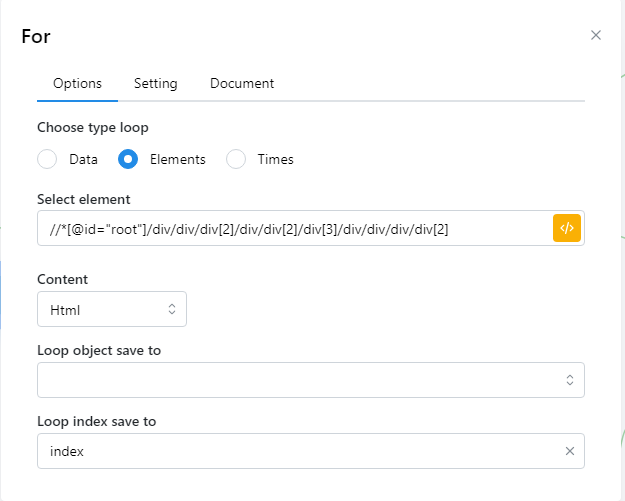 For
Options Setting Document
Choose type loop
Data Elements Times
Select element
//*[@id="root"]/div/div/div[2]/div/div[2]/div[3]/div/div/div/div[2]
</>
Content
Html
Loop object save to
Loop index save to
index